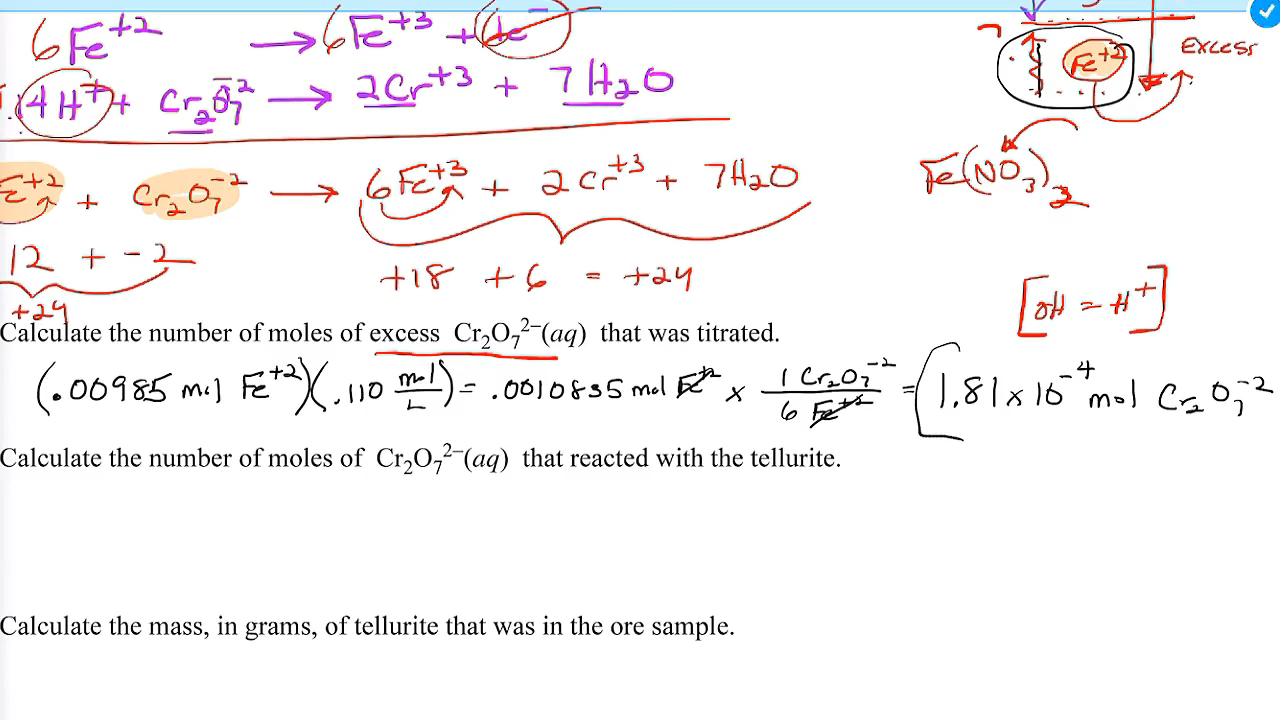 6Fe⁺² → 6Fe⁺³ + 6e⁻
14H⁺ + Cr₂O₇⁻² → 2Cr⁺³ + 7H₂O
Excess
Fe⁺²
Fe⁺² + Cr₂O₇⁻² → 6Fe⁺³ + 2Cr⁺³ + 7H₂O
Fe(NO₃)₂
12 + -2
+18 + 6 = +24
+24
[OH = H⁺]
Calculate the number of moles of excess Cr₂O₇²⁻(aq) that was titrated.
(.00985 mol Fe⁺²)(.110 mol/L) = .0010835 mol Fe⁺² × 1 Cr₂O₇⁻²/6 Fe⁺² = [1.81 × 10⁻⁴ mol Cr₂O₇⁻²
Calculate the number of moles of Cr₂O₇²⁻(aq) that reacted with the tellurite.
Calculate the mass, in grams, of tellurite that was in the ore sample.